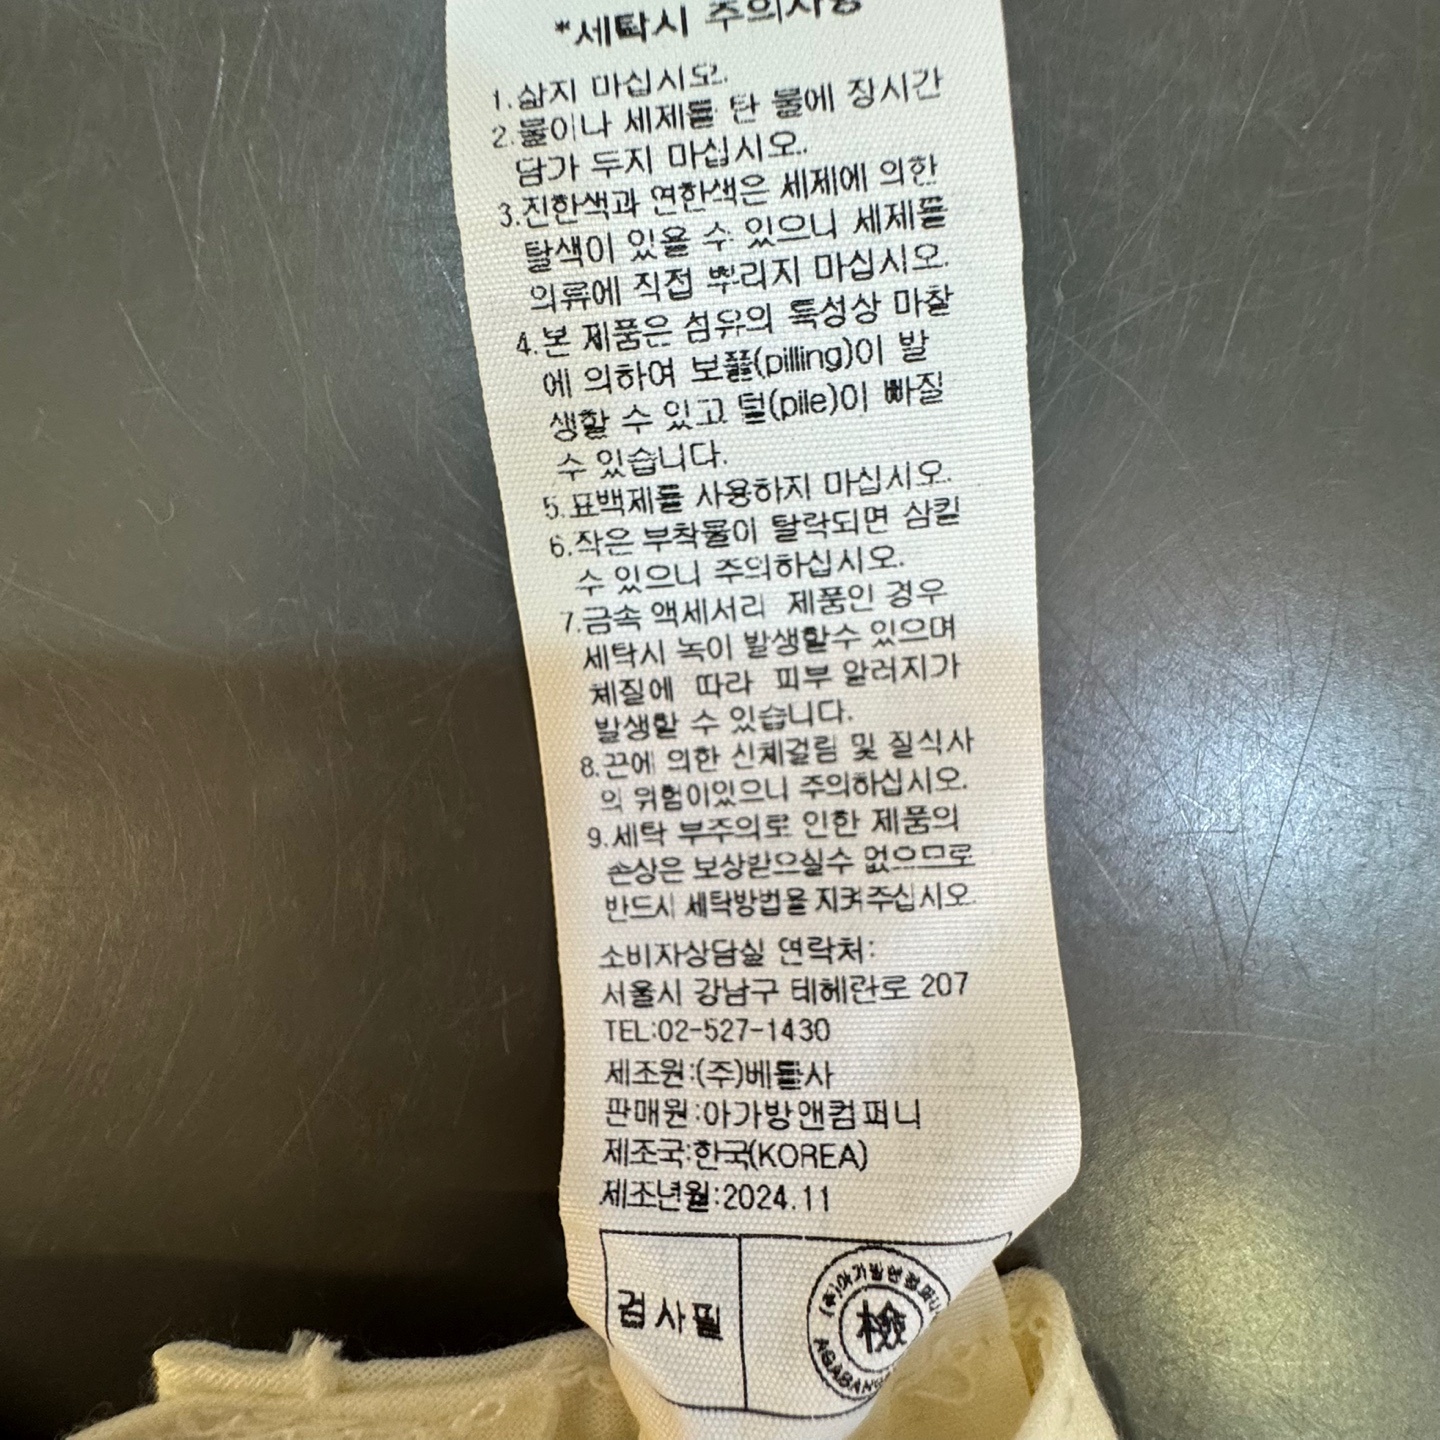 *세탁시 주의사항
1.삶지 마십시오.
2.물이나 세제를 탄 물에 장시간
담가 두지 마십시오.
3.진한색과 연한색은 세제에 의한
탈색이 있을 수 있으니 세제를
의류에 직접 뿌리지 마십시오.
4.본 제품은 섬유의 특성상 마찰
에 의하여 보풀(pilling)이 발
생할 수 있고 털(pile)이 빠질
수 있습니다.
5.표백제를 사용하지 마십시오.
6.작은 부착물이 탈락되면 삼킬
수 있으니 주의하십시오.
7.금속 액세서리 제품인 경우
세탁시 녹이 발생할수 있으며
체질에 따라 피부 알러지가
발생할 수 있습니다.
8.끈에 의한 신체걸림 및 질식사
의 위험이있으니 주의하십시오.
9.세탁 부주의로 인한 제품의
손상은 보상받으실수 없으므로
반드시 세탁방법을 지켜주십시오.
소비자상담실 연락처:
서울시 강남구 테헤란로 207
TEL:02-527-1430
제조원:(주)베틀사
판매원:아가방앤컴퍼니
제조국:한국(KOREA)
제조년월:2024.11
검사필
(주)아가방앤컴퍼니
檢